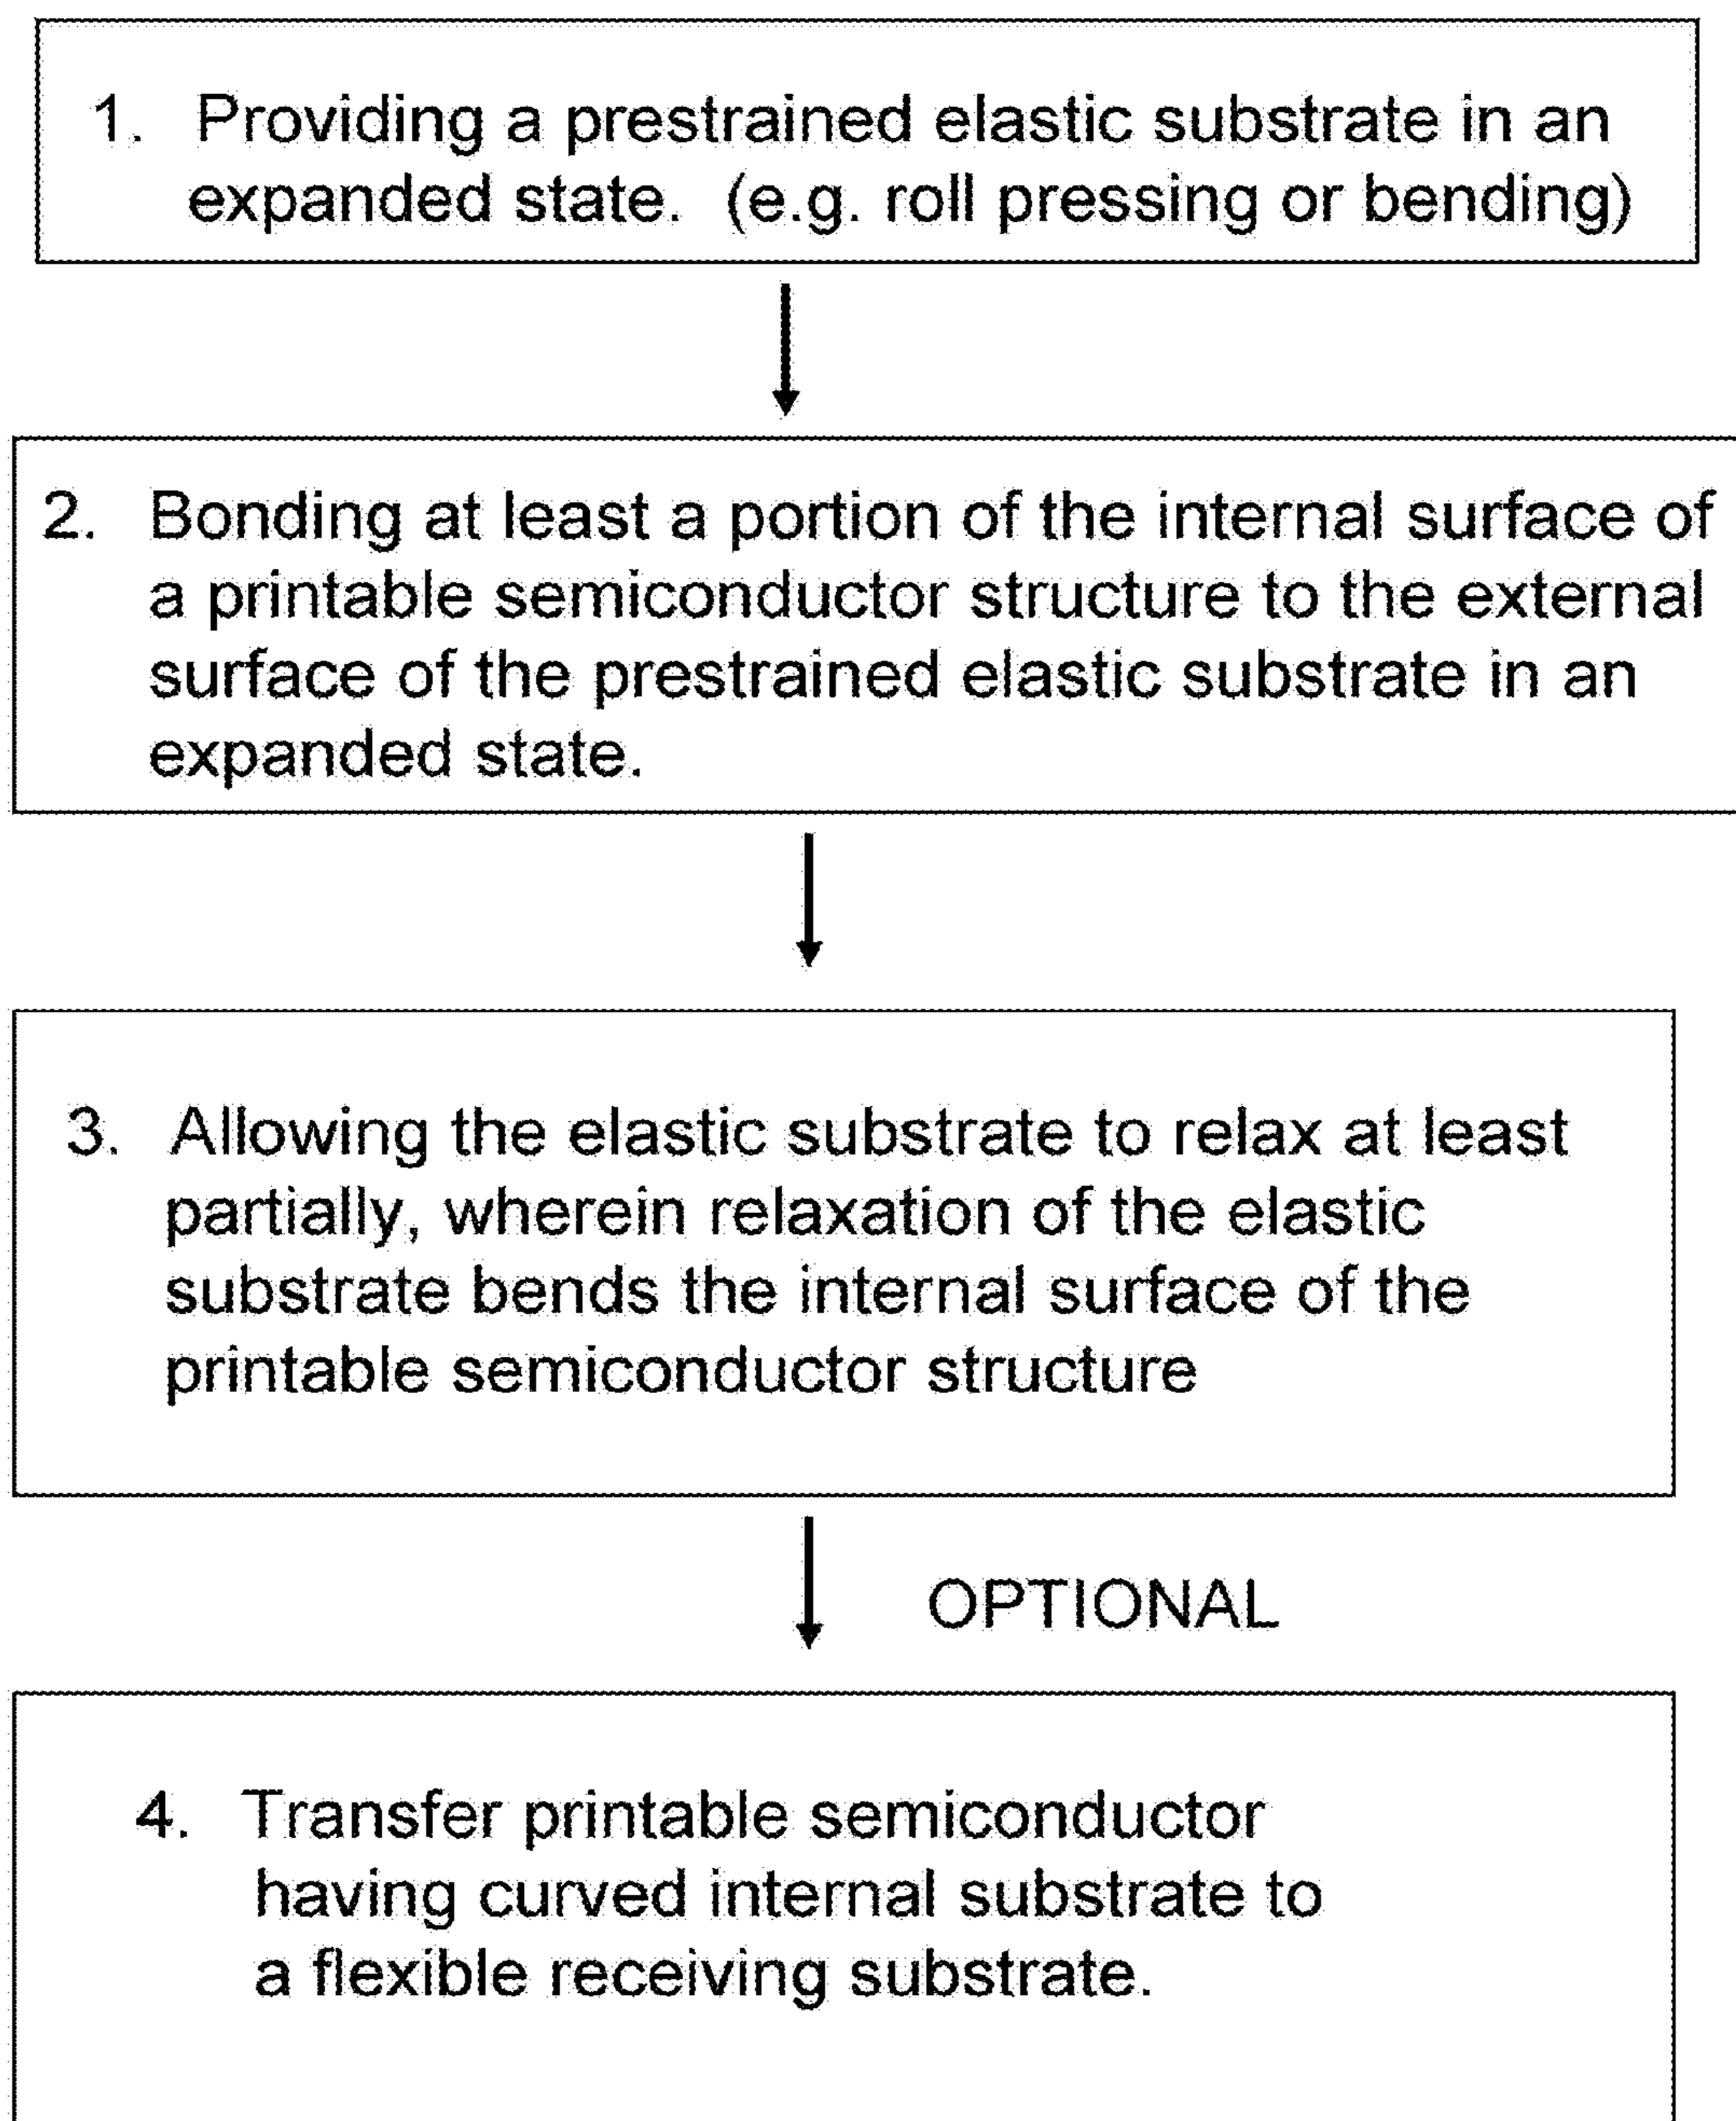 1. Providing a prestrained elastic substrate in an
expanded state. (e.g. roll pressing or bending)
2. Bonding at least a portion of the internal surface of
a printable semiconductor structure to the external
surface of the prestrained elastic substrate in an
expanded state.
3. Allowing the elastic substrate to relax at least
partially, wherein relaxation of the elastic
substrate bends the internal surface of the
printable semiconductor structure
OPTIONAL
4. Transfer printable semiconductor
having curved internal substrate to
a flexible receiving substrate.